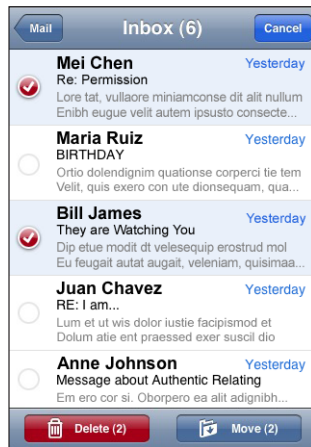 Mail
Inbox (6)
Cancel
Mei Chen
Yesterday
Re: Permission
Lore tat, vullaore miniamconse dit alit nullum
Enibh eugue velit autem ipsusto consecte...
Maria Ruiz
Yesterday
BIRTHDAY
Ortio dolendignim quationse corperci tie tem
Velit, quis exero con ute dionsequam, qua...
Bill James
Yesterday
They are Watching You
Dip etue modit dt velesequip erostrud mol
Eu feugait autat augait, veleniam, quisimaa...
Juan Chavez
Yesterday
RE: I am...
Lum et ut wis dolor iustie facipismod et
Dolum atie ent praessed exer suscil dio
Anne Johnson
Yesterday
Message about Authentic Relating
Em ero cor si. Oborpero ea alit adignibh...
Delete (2)
Move (2)